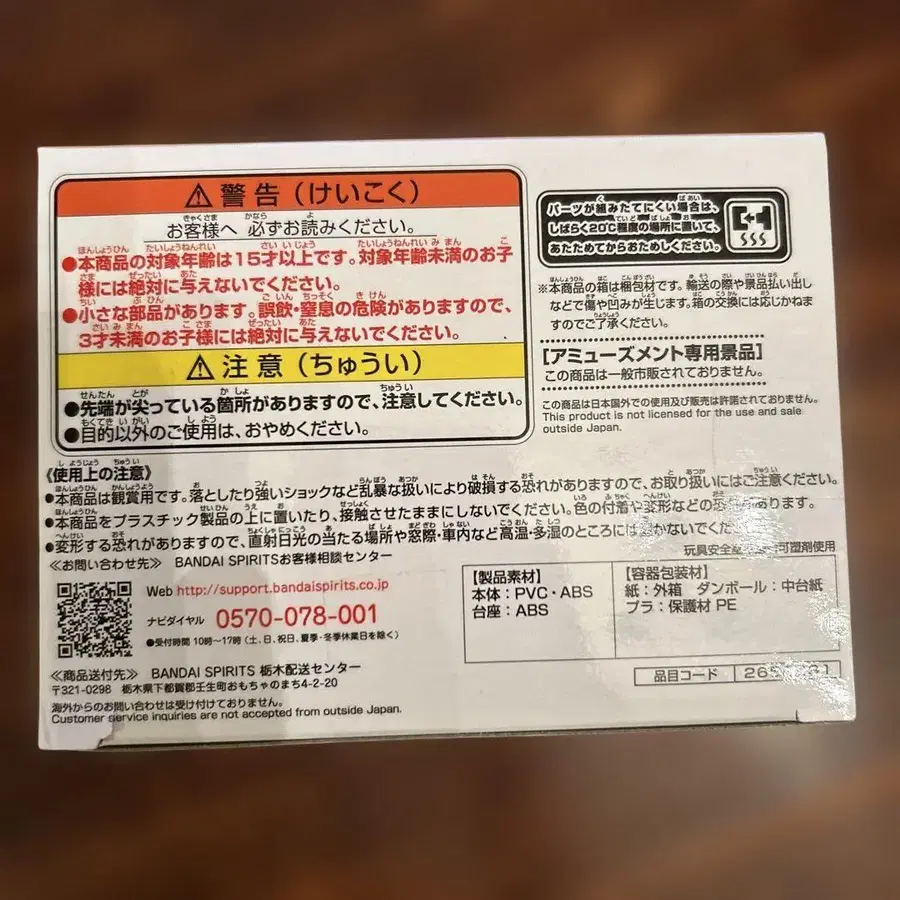 ⚠警告（けいこく）
お客様へ 必ずお読みください。
●本商品の対象年齢は15才以上です。対象年齢未満のお子
様には絶対に与えないでください。
●小さな部品があります。誤飲・窒息の危険がありますので、
3才未満のお子様には絶対に与えないでください。
⚠注意（ちゅうい）
●先端が尖っている箇所がありますので、注意してください。
●目的以外のご使用は、おやめください。
パーツが組みたてにくい場合は、
しばらく20℃程度の場所に置いて、
あたためてからおためしください。
※本商品の箱は梱包材です。輸送の際や景品払い出し
などで傷や凹みが生じます。箱の交換には応じかねま
すのでご了承ください。
【アミューズメント専用景品】
この商品は一般市販されておりません。
この商品は日本国外での使用及び販売は許諾されておりません。
This product is not licensed for the use and sale
outside Japan.
《使用上の注意》
●本商品は観賞用です。落としたり強いショックなど乱暴な扱いにより破損する恐れがありますので、お取り扱いにはご注意ください。
●本商品をプラスチック製品の上に置いたり、接触させたままにしないでください。色の付着や変形などの恐 あります。
●変形する恐れがありますので、直射日光の当たる場所や窓際・車内など高温・多湿のところには かないでくだ
玩具安全 可塑剤使用
≪お問い合わせ先≫ BANDAI SPIRITSお客様相談センター
Web http://support.bandaispirits.co.jp
ナビダイヤル 0570-078-001
●受付時間 10時〜17時（土、日、祝日、夏季・冬季休業日を除く）
【製品素材】
本体：PVC・ABS
台座：ABS
【容器包装材】
紙：外箱 ダンボール：中台紙
プラ：保護材 PE
≪商品送付先≫ BANDAI SPIRITS 栃木配送センター
〒321-0298 栃木県下都賀郡壬生町おもちゃのまち4-2-20
品目コード
海外からのお問い合わせは受け付けておりません。
Customer service inquiries are not accepted from outside Japan.